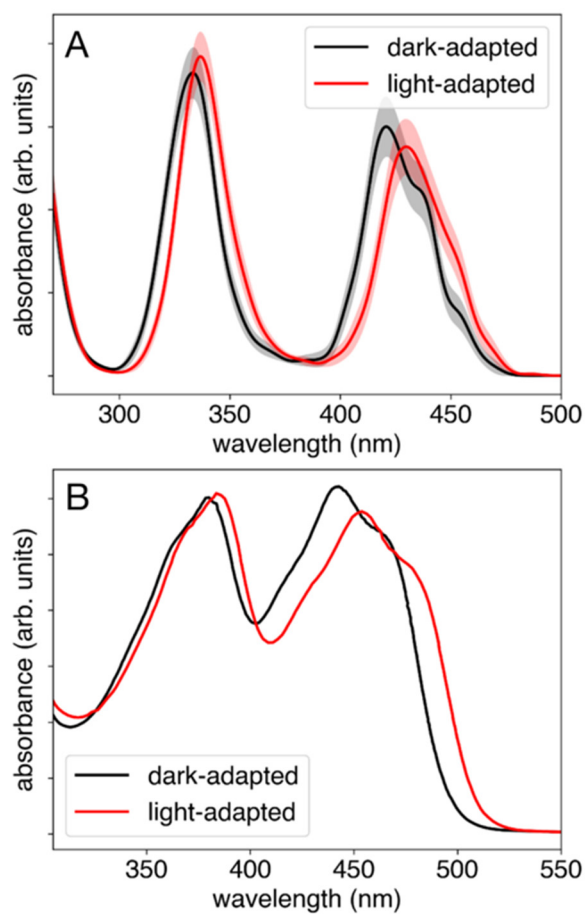 A
dark-adapted
light-adapted
absorbance (arb. units)
300 350 400 450 500
wavelength (nm)
B
absorbance (arb. units)
dark-adapted
light-adapted
350 400 450 500 550
wavelength (nm)